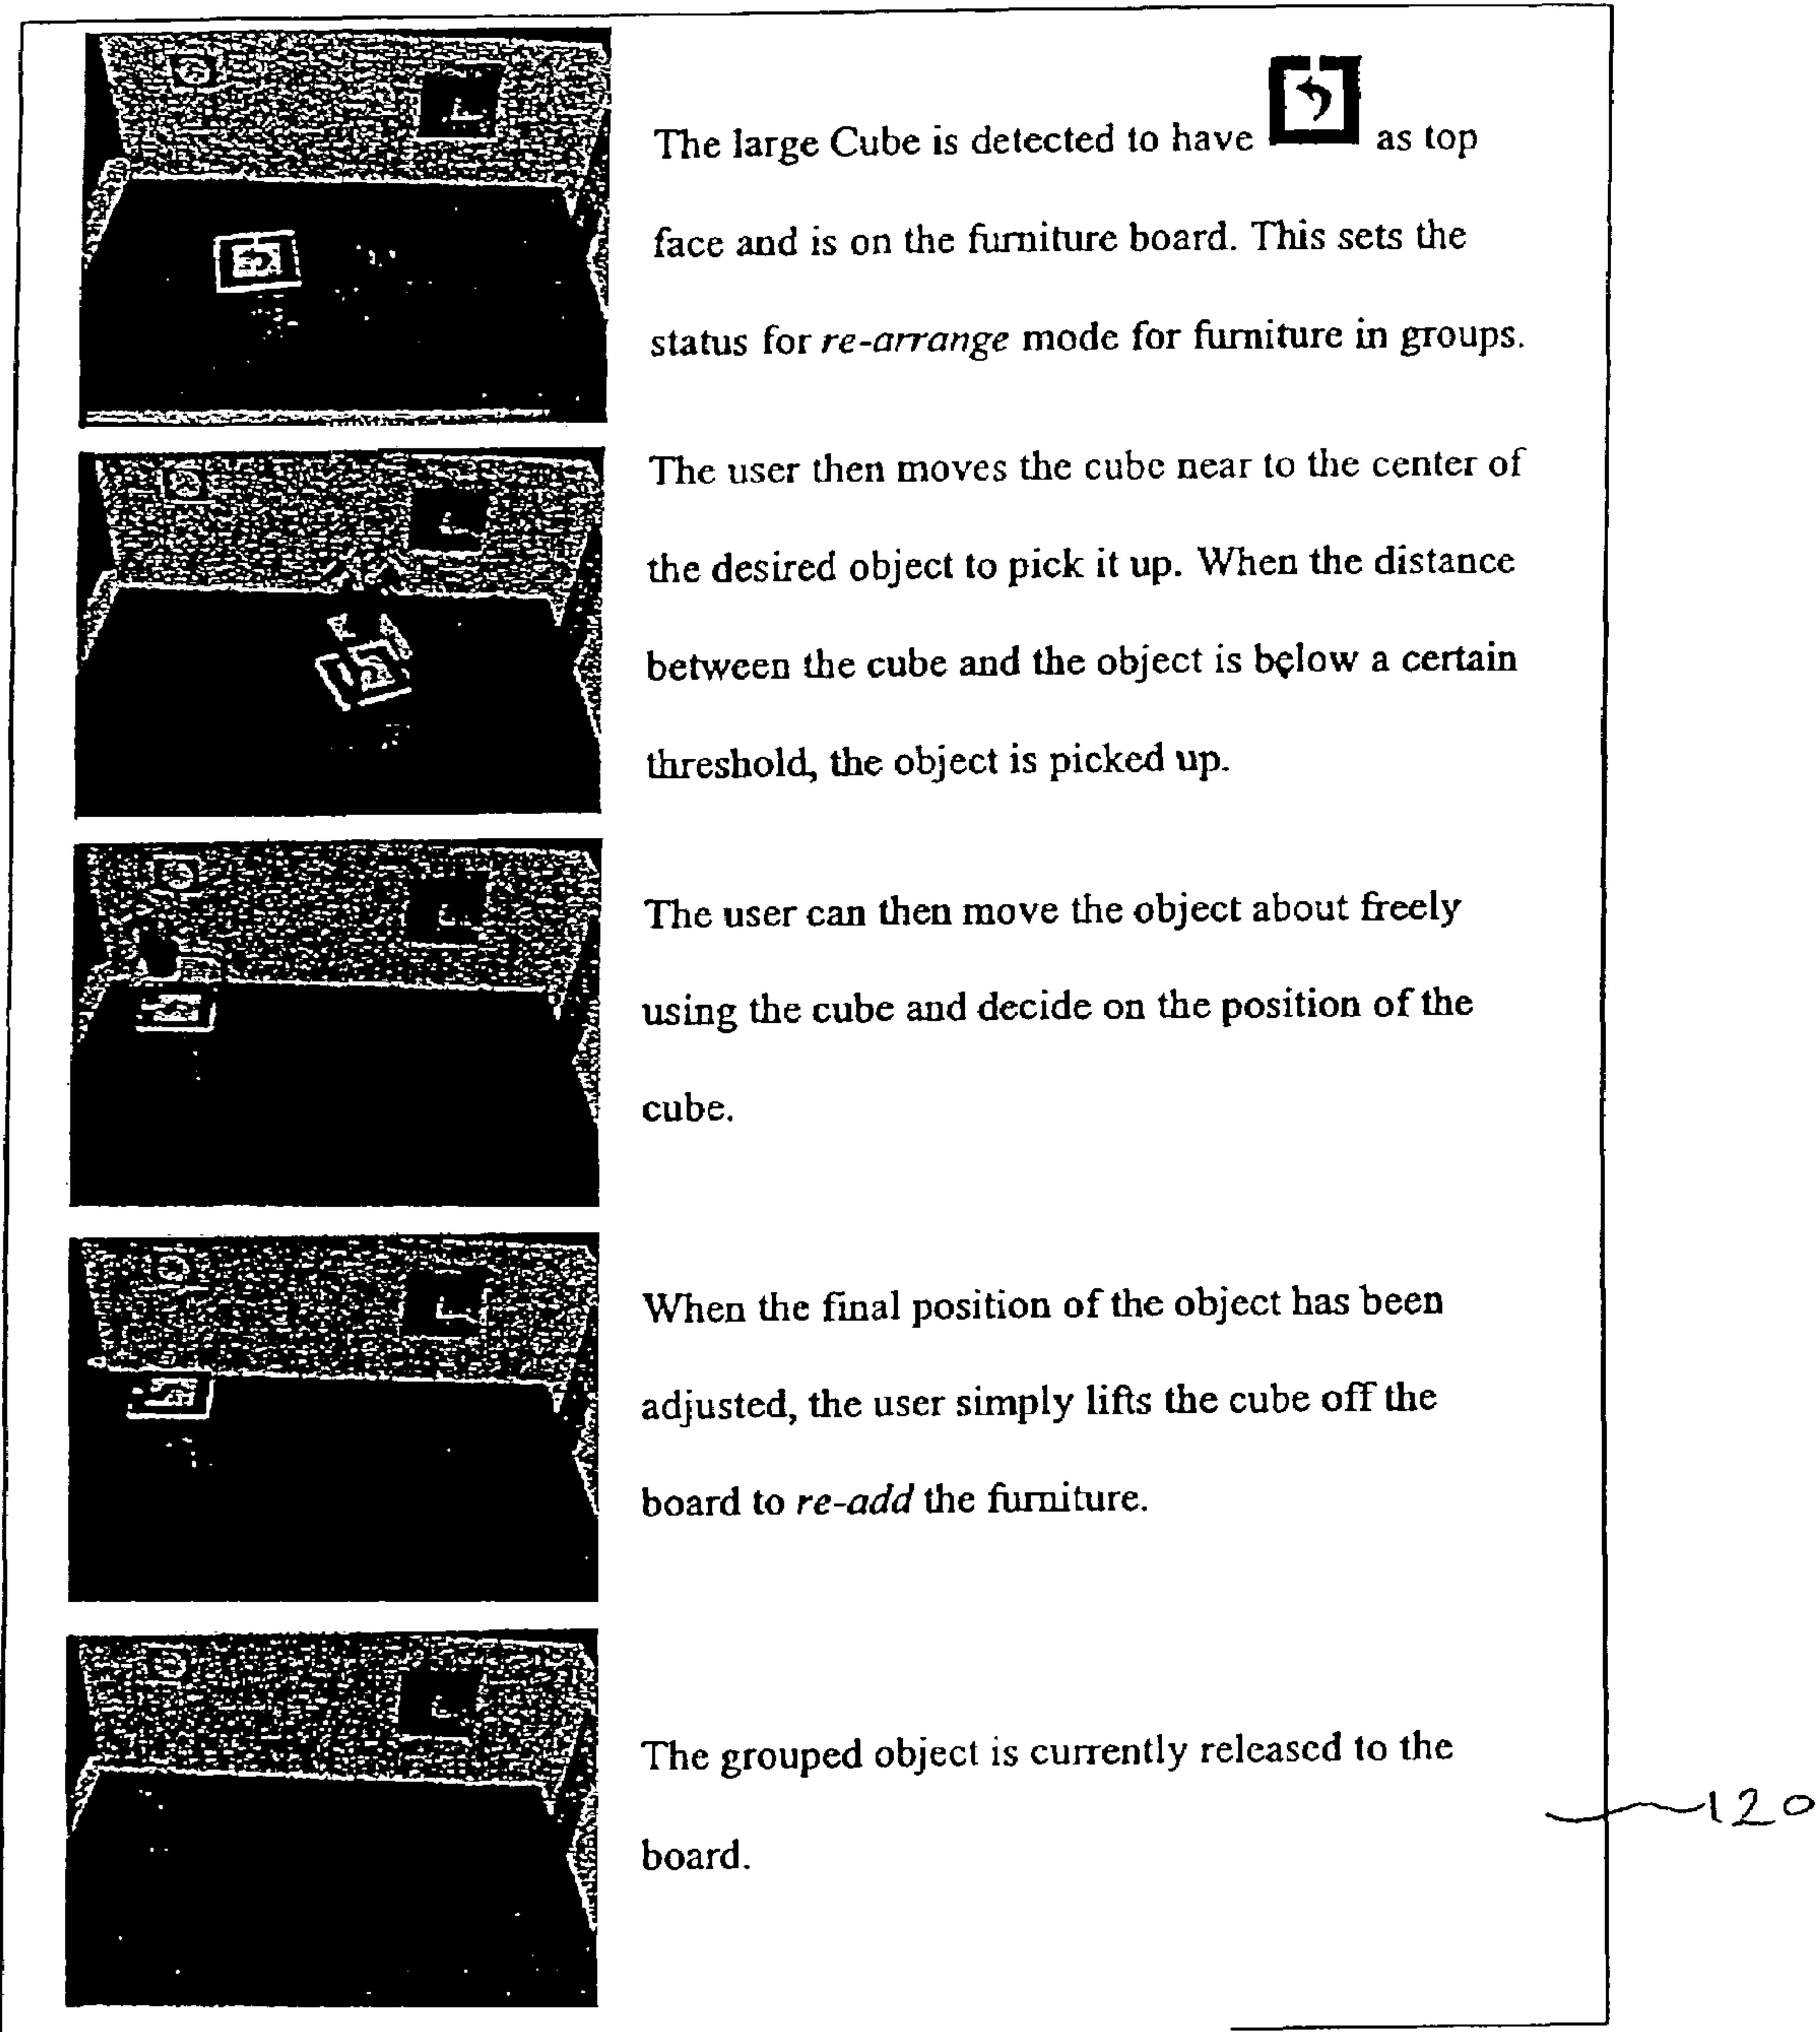 The large Cube is detected to have as top
face and is on the furniture board. This sets the
status for re-arrange mode for furniture in groups.
The user then moves the cube near to the center of
the desired object to pick it up. When the distance
between the cube and the object is below a certain
threshold, the object is picked up.
The user can then move the object about freely
using the cube and decide on the position of the
cube.
When the final position of the object has been
adjusted, the user simply lifts the cube off the
board to re-add the furniture.
The grouped object is currently released to the
board.
120